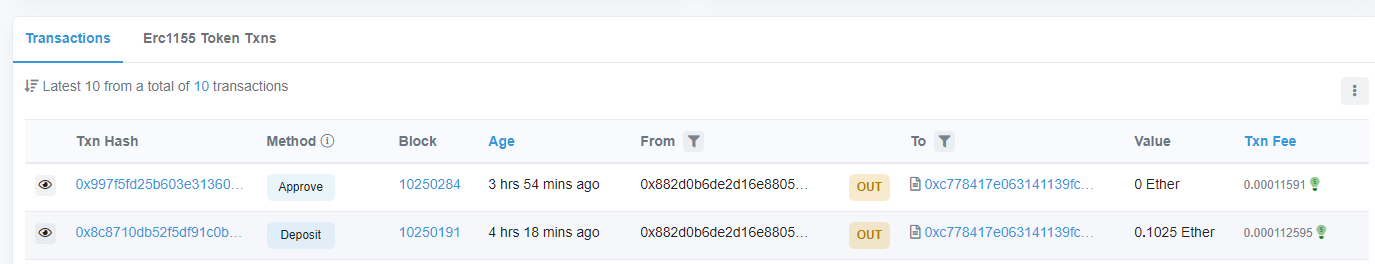 Transactions Erc1155 Token Txns
Latest 10 from a total of 10 transactions
Txn Hash Method Block Age From To Value Txn Fee
0x997f5fd25b603e31360... Approve 10250284 3 hrs 54 mins ago 0x882d0b6de2d16e8805... OUT 0xc778417e063141139fc... 0 Ether 0.00011591
0x8c8710db52f5df91c0b... Deposit 10250191 4 hrs 18 mins ago 0x882d0b6de2d16e8805... OUT 0xc778417e063141139fc... 0.1025 Ether 0.000112595